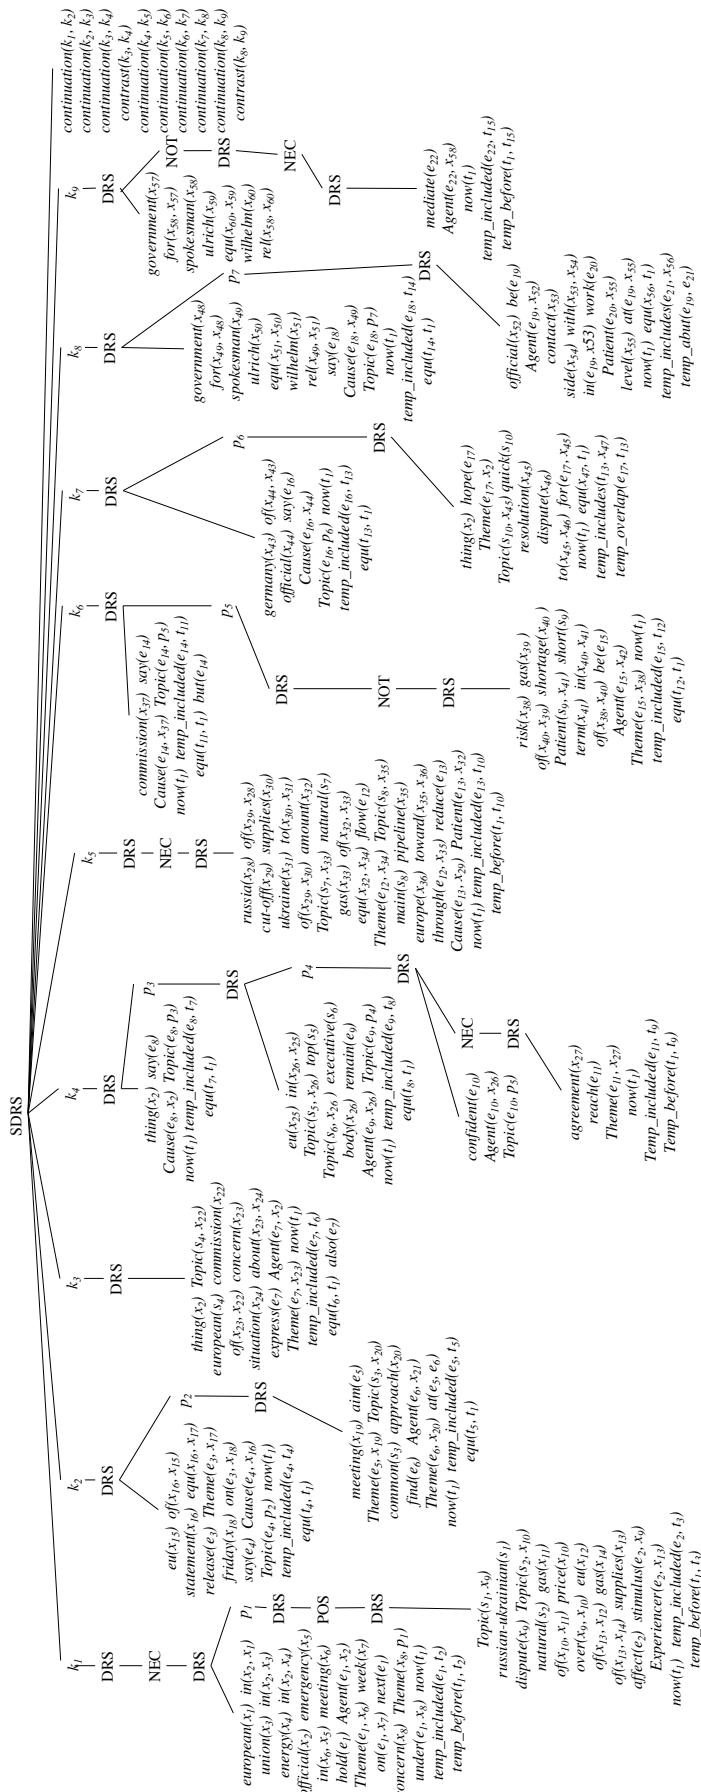 SDRS
k1
DRS
NEC
DRS
european(x1) in(x2, x1)
union(x3) in(x2, x3)
energy(x4) in(x2, x4)
official(x2) emergency(x5)
in(x6, x5) meeting(x6)
hold(e1) Agent(e1, x2)
Theme(e1, x6) week(x7)
on(e1, x7) next(e1)
concern(x8) Theme(x8, p1)
under(e1, x8) now(t1)
temp_included(e1, t2)
temp_before(t1, t2)
p1
DRS
POS
DRS
Topic(s1, x9)
russian-ukrainian(s1)
dispute(x9) Topic(s2, x10)
natural(s2) gas(x11)
of(x10, x11) price(x10)
over(x9, x10) eu(x12)
of(x13, x12) gas(x14)
of(x13, x14) supplies(x13)
affect(e2) stimulus(e2, x9)
Experiencer(e2, x13)
now(t1) temp_included(e2, t3)
temp_before(t1, t3)
k2
DRS
eu(x15) of(x16, x15)
statement(x16) equ(x16, x17)
release(e3) Theme(e3, x17)
friday(x18) on(e3, x18)
say(e4) Cause(e4, x16)
Topic(e4, p2) now(t1)
temp_included(e4, t4)
equ(t4, t1)
p2
DRS
meeting(x19) aim(e5)
Theme(e5, x19) Topic(s3, x20)
common(s3) approach(x20)
find(e6) Agent(e6, x21)
Theme(e6, x20) at(e5, e6)
now(t1) temp_included(e5, t5)
equ(t5, t1)
k3
DRS
thing(x2) Topic(s4, x22)
european(s4) commission(x22)
of(x23, x22) concern(x23)
situation(x24) about(x23, x24)
express(e7) Agent(e7, x2)
Theme(e7, x23) now(t1)
temp_included(e7, t6)
equ(t6, t1) also(e7)
k4
DRS
thing(x2) say(e8)
Cause(e8, x2) Topic(e8, p3)
now(t1) temp_included(e8, t7)
equ(t7, t1)
p3
DRS
eu(x25) in(x26, x25)
Topic(s5, x26) top(s5)
Topic(s6, x26) executive(s6)
body(x26) remain(e9)
Agent(e9, x26) Topic(e9, p4)
now(t1) temp_included(e9, t8)
equ(t8, t1)
p4
DRS
confident(e10)
Agent(e10, x26)
Topic(e10, p5)
NEC
DRS
agreement(x27)
reach(e11)
Theme(e11, x27)
now(t1)
Temp_included(e11, t9)
Temp_before(t1, t9)
k5
DRS
NEC
DRS
russia(x28) of(x29, x28)
cut-off(x29) supplies(x30)
ukraine(x31) to(x30, x31)
of(x29, x30) amount(x32)
Topic(s7, x33) natural(s7)
gas(x33) of(x32, x33)
equ(x32, x34) flow(e12)
Theme(e12, x34) Topic(s8, x35)
main(s8) pipeline(x35)
europe(x36) toward(x35, x36)
through(e12, x35) reduce(e13)
Cause(e13, x29) Patient(e13, x32)
now(t1) temp_included(e13, t10)
temp_before(t1, t10)
k6
DRS
commission(x37) say(e14)
Cause(e14, x37) Topic(e14, p5)
now(t1) temp_included(e14, t11)
equ(t11, t1) but(e14)
p5
DRS
NOT
DRS
risk(x38) gas(x39)
of(x40, x39) shortage(x40)
Patient(s9, x41) short(s9)
term(x41) in(x40, x41)
of(x38, x40) be(e15)
Agent(e15, x42)
Theme(e15, x38) now(t1)
temp_included(e15, t12)
equ(t12, t1)
k7
DRS
germany(x43) of(x44, x43)
official(x44) say(e16)
Cause(e16, x44)
Topic(e16, p6) now(t1)
temp_included(e16, t13)
equ(t13, t1)
p6
DRS
thing(x2) hope(e17)
Theme(e17, x2)
Topic(s10, x45) quick(s10)
resolution(x45)
dispute(x46)
to(x45, x46) for(e17, x45)
now(t1) equ(x47, t1)
temp_includes(t13, x47)
temp_overlap(e17, t13)
k8
DRS
government(x48)
for(x49, x48)
spokesman(x49)
ulrich(x50)
equ(x51, x50)
wilhelm(x51)
rel(x49, x51)
say(e18)
Cause(e18, x49)
Topic(e18, p7)
now(t1)
temp_included(e18, t14)
equ(t14, t1)
p7
DRS
official(x52) be(e19)
Agent(e19, x52)
contact(x53)
side(x54) with(x53, x54)
in(e19, x53) work(e20)
Patient(e20, x55)
level(x55) at(e19, x55)
now(t1) equ(x56, t1)
temp_includes(e21, x56)
temp_abut(e19, e21)
k9
DRS
government(x57)
for(x58, x57)
spokesman(x58)
ulrich(x59)
equ(x60, x59)
wilhelm(x60)
rel(x58, x60)
NOT
DRS
NEC
DRS
mediate(e22)
Agent(e22, x58)
now(t1)
temp_included(e22, t15)
temp_before(t1, t15)
continuation(k1, k2)
continuation(k2, k3)
continuation(k3, k4)
contrast(k3, k4)
continuation(k4, k5)
continuation(k5, k6)
continuation(k6, k7)
continuation(k7, k8)
continuation(k8, k9)
contrast(k8, k9)